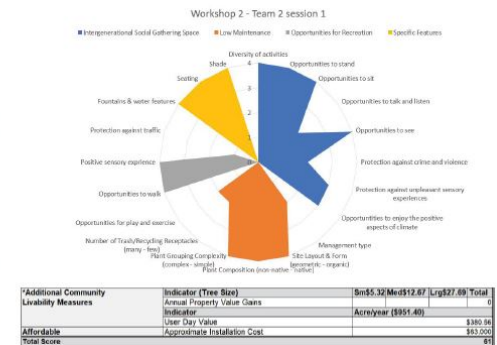 Workshop 2 - Team 2 session 1
Intergenerational Social Gathering Space
Low Maintenance
Opportunities for Recreation
Specific Features
Diversity of activities
Opportunities to stand
Opportunities to sit
Opportunities to talk and listen
Opportunities to see
Protection against crime and violence
Protection against unpleasant sensory
experiences
Opportunities to enjoy the positive
aspects of climate
Management type
Site Layout & Form
(geometric - organic)
Plant Composition (non-native - native)
Plant Grouping Complexity
(complex - simple)
Number of Trash/Recycling Receptacles
(many - few)
Opportunities for play and exercise
Opportunities to walk
Positive sensory exprience
Protection against traffic
Fountains & water features
Seating
Shade
4
3
2
1
0
*Additional Community Indicator (Tree Size) Sm$5.32 Med$12.67 Lrg$27.69 Total
Livability Measures Annual Property Value Gains 0
Indicator Acre/year ($951.40)
User Day Value $380.56
Affordable Approximate Installation Cost $63,000
Total Score 61